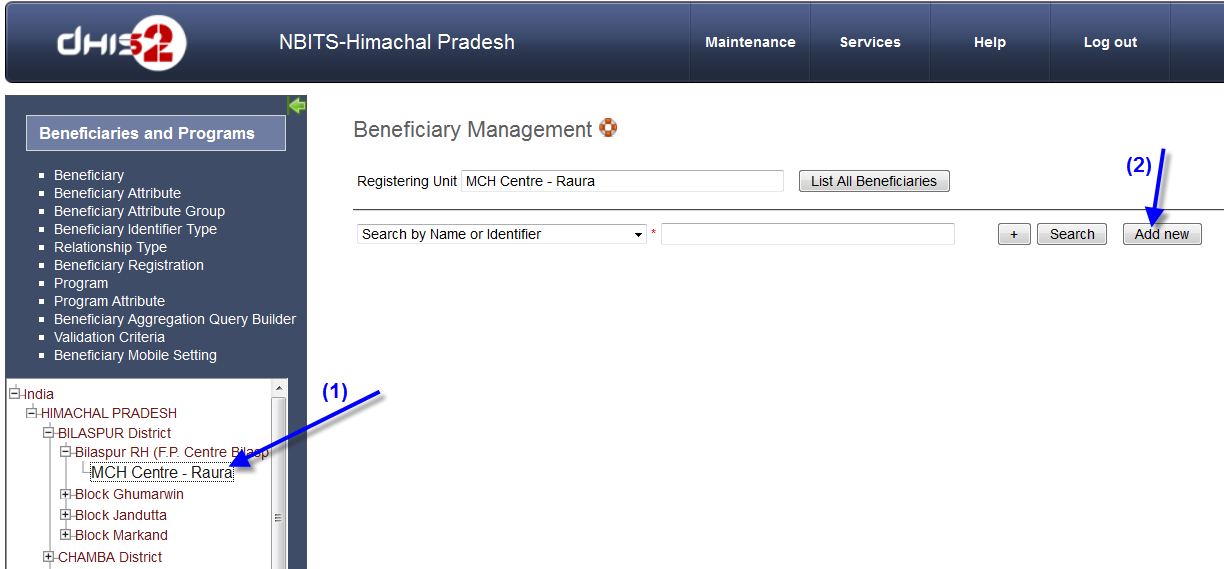 dHIS2
NBITS-Himachal Pradesh
Maintenance
Services
Help
Log out
Beneficiaries and Programs
Beneficiary
Beneficiary Attribute
Beneficiary Attribute Group
Beneficiary Identifier Type
Relationship Type
Beneficiary Registration
Program
Program Attribute
Beneficiary Aggregation Query Builder
Validation Criteria
Beneficiary Mobile Setting
India
HIMACHAL PRADESH
BILASPUR District
Bilaspur RH (F.P. Centre Bilasp
MCH Centre - Raura
Block Ghumarwin
Block Jandutta
Block Markand
CHAMBA District
(1)
Beneficiary Management
Registering Unit MCH Centre - Raura List All Beneficiaries
(2)
Search by Name or Identifier * + Search Add new